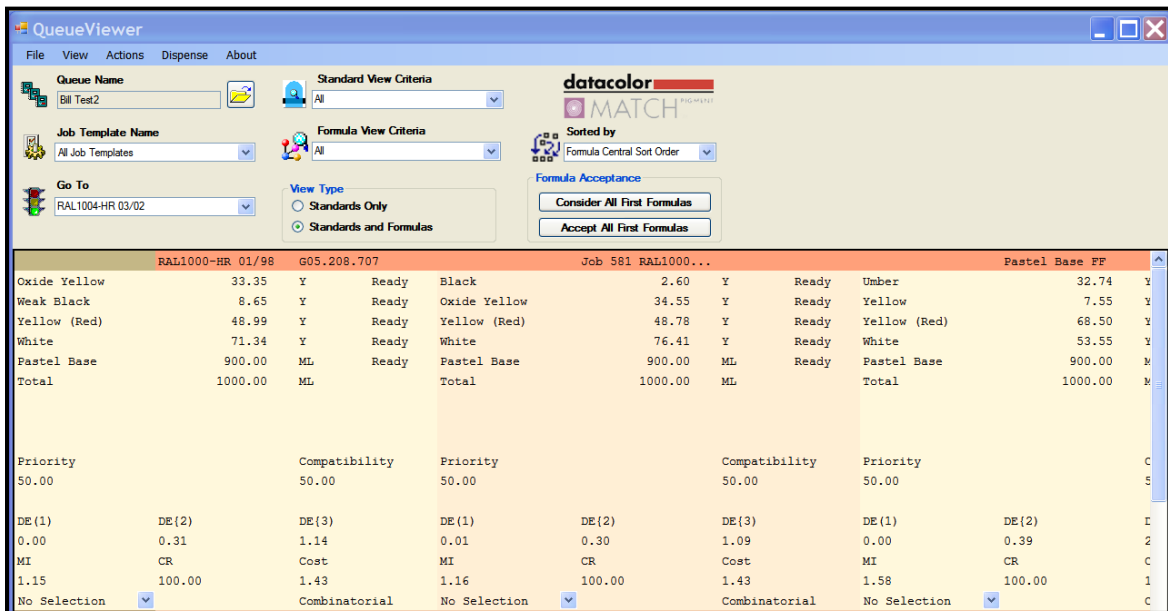 QueueViewer
File View Actions Dispense About
Queue Name
Bill Test2
Standard View Criteria
All
datacolor
MATCH PIGMENT
Job Template Name
All Job Templates
Formula View Criteria
All
Sorted by
Formula Central Sort Order
Go To
RAL1004-HR 03/02
View Type
Standards Only
Standards and Formulas
Formula Acceptance
Consider All First Formulas
Accept All First Formulas
RAL1000-HR 01/98 G05.208.707 Job 581 RAL1000... Pastel Base FF
Oxide Yellow 33.35 Y Ready Black 2.60 Y Ready Umber 32.74 Y
Weak Black 8.65 Y Ready Oxide Yellow 34.55 Y Ready Yellow 7.55 Y
Yellow (Red) 48.99 Y Ready Yellow (Red) 48.78 Y Ready Yellow (Red) 68.50 Y
White 71.34 Y Ready White 76.41 Y Ready White 53.55 Y
Pastel Base 900.00 ML Ready Pastel Base 900.00 ML Ready Pastel Base 900.00 M
Total 1000.00 ML Total 1000.00 ML Total 1000.00 M
Priority Compatibility Priority Compatibility Priority C
50.00 50.00 50.00 50.00 50.00 5
DE(1) DE{2) DE{3) DE(1) DE{2) DE{3) DE(1) DE{2)
0.00 0.31 1.14 0.01 0.30 1.09 0.00 0.39 2
MI CR Cost MI CR Cost MI CR C
1.15 100.00 1.43 1.16 100.00 1.43 1.58 100.00 1
No Selection Combinatorial No Selection Combinatorial No Selection C